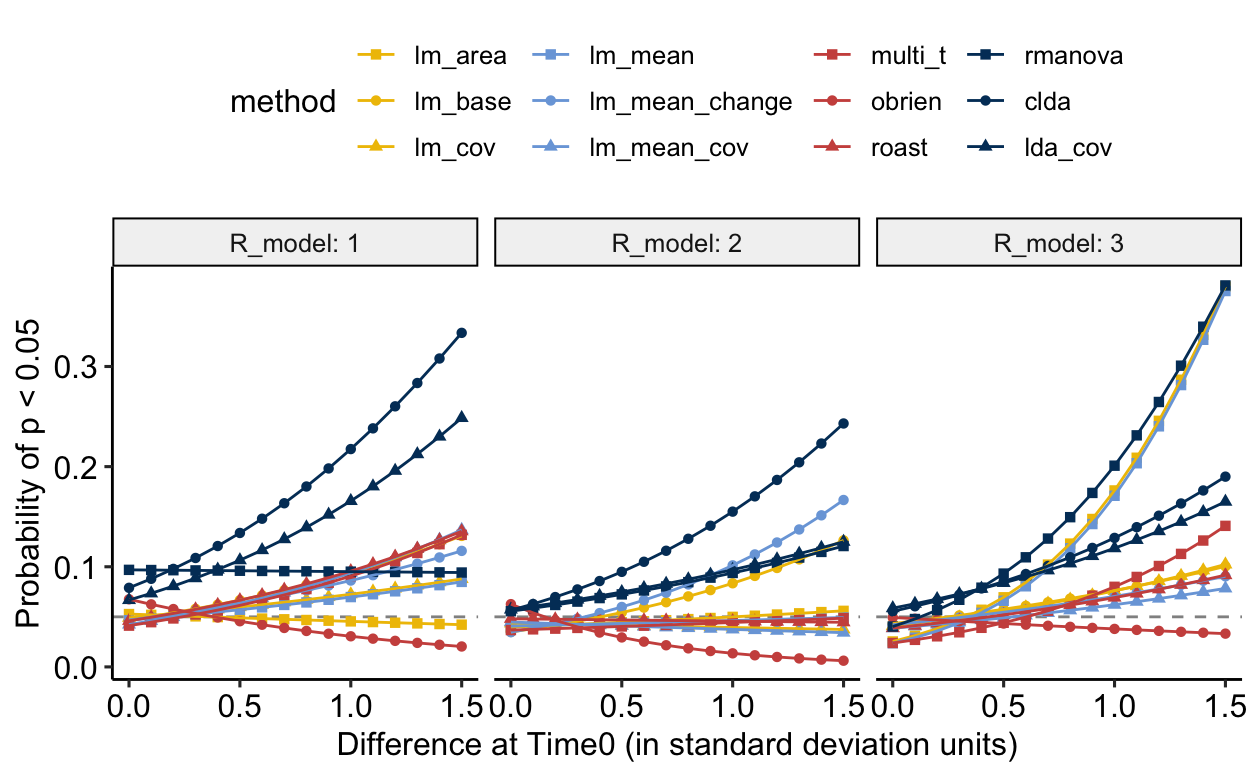 method
lm_area lm_mean multi_t rmanova
lm_base lm_mean_change obrien clda
lm_cov lm_mean_cov roast lda_cov
R_model: 1 R_model: 2 R_model: 3
Probability of p < 0.05
0.3
0.2
0.1
0.0
0.0 0.5 1.0 1.5 0.0 0.5 1.0 1.5 0.0 0.5 1.0 1.5
Difference at Time0 (in standard deviation units)